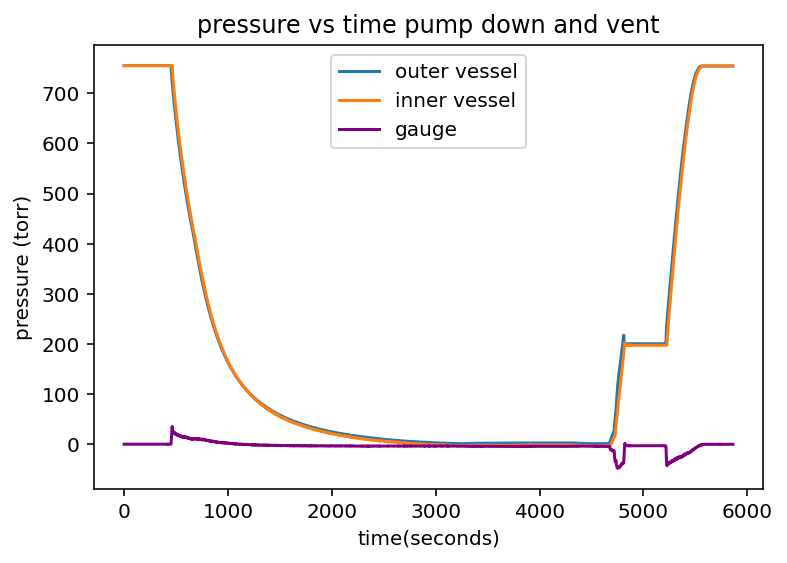 pressure vs time pump down and vent
outer vessel
inner vessel
gauge
pressure (torr)
700
600
500
400
300
200
100
0
0 1000 2000 3000 4000 5000 6000
time(seconds)